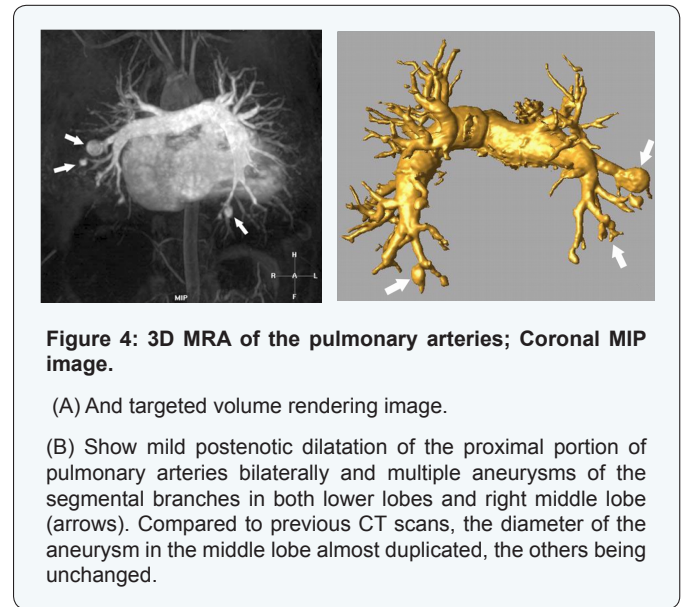 H
R A L
F
MIP
Figure 4: 3D MRA of the pulmonary arteries; Coronal MIP
image.
(A) And targeted volume rendering image.
(B) Show mild postenotic dilatation of the proximal portion of
pulmonary arteries bilaterally and multiple aneurysms of the
segmental branches in both lower lobes and right middle lobe
(arrows). Compared to previous CT scans, the diameter of the
aneurysm in the middle lobe almost duplicated, the others being
unchanged.